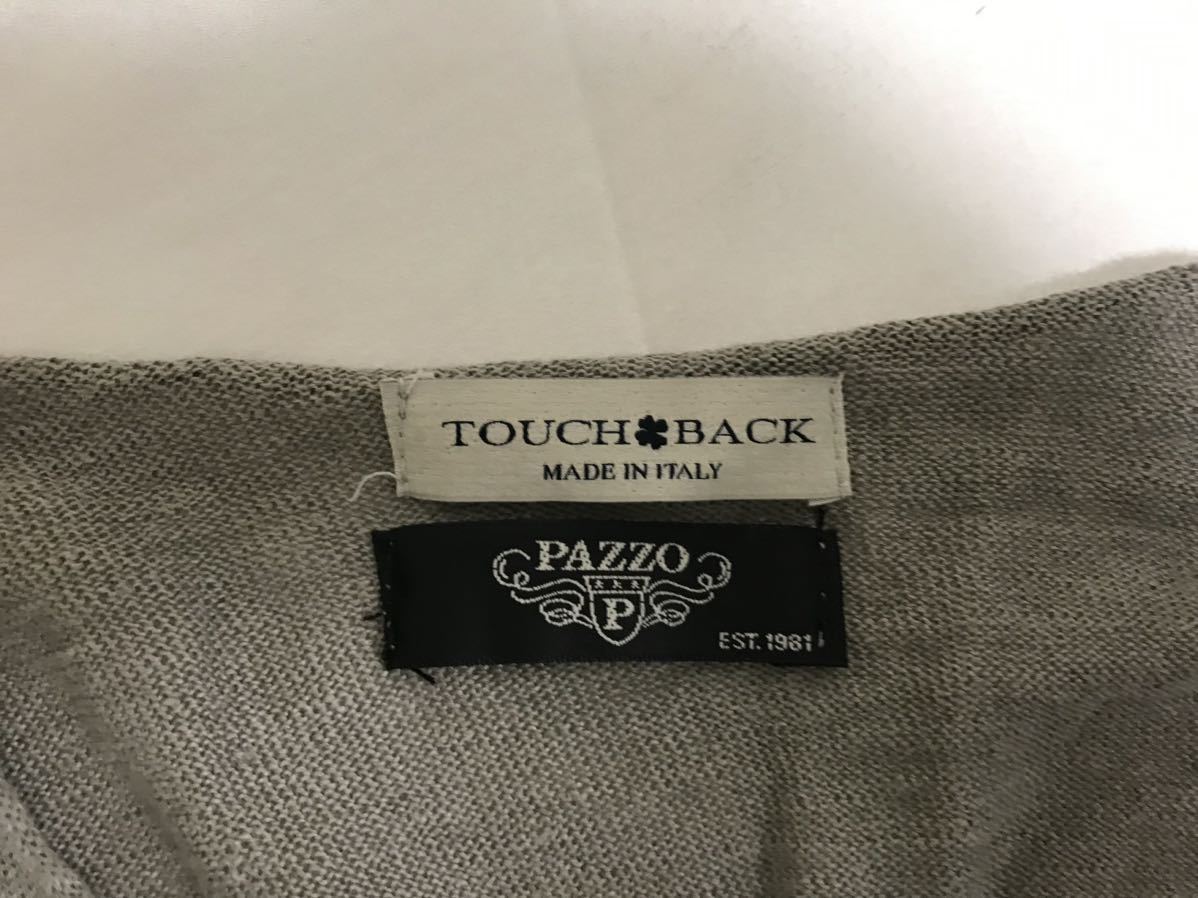 TOUCH BACK
MADE IN ITALY
PAZZO
P
EST. 1981